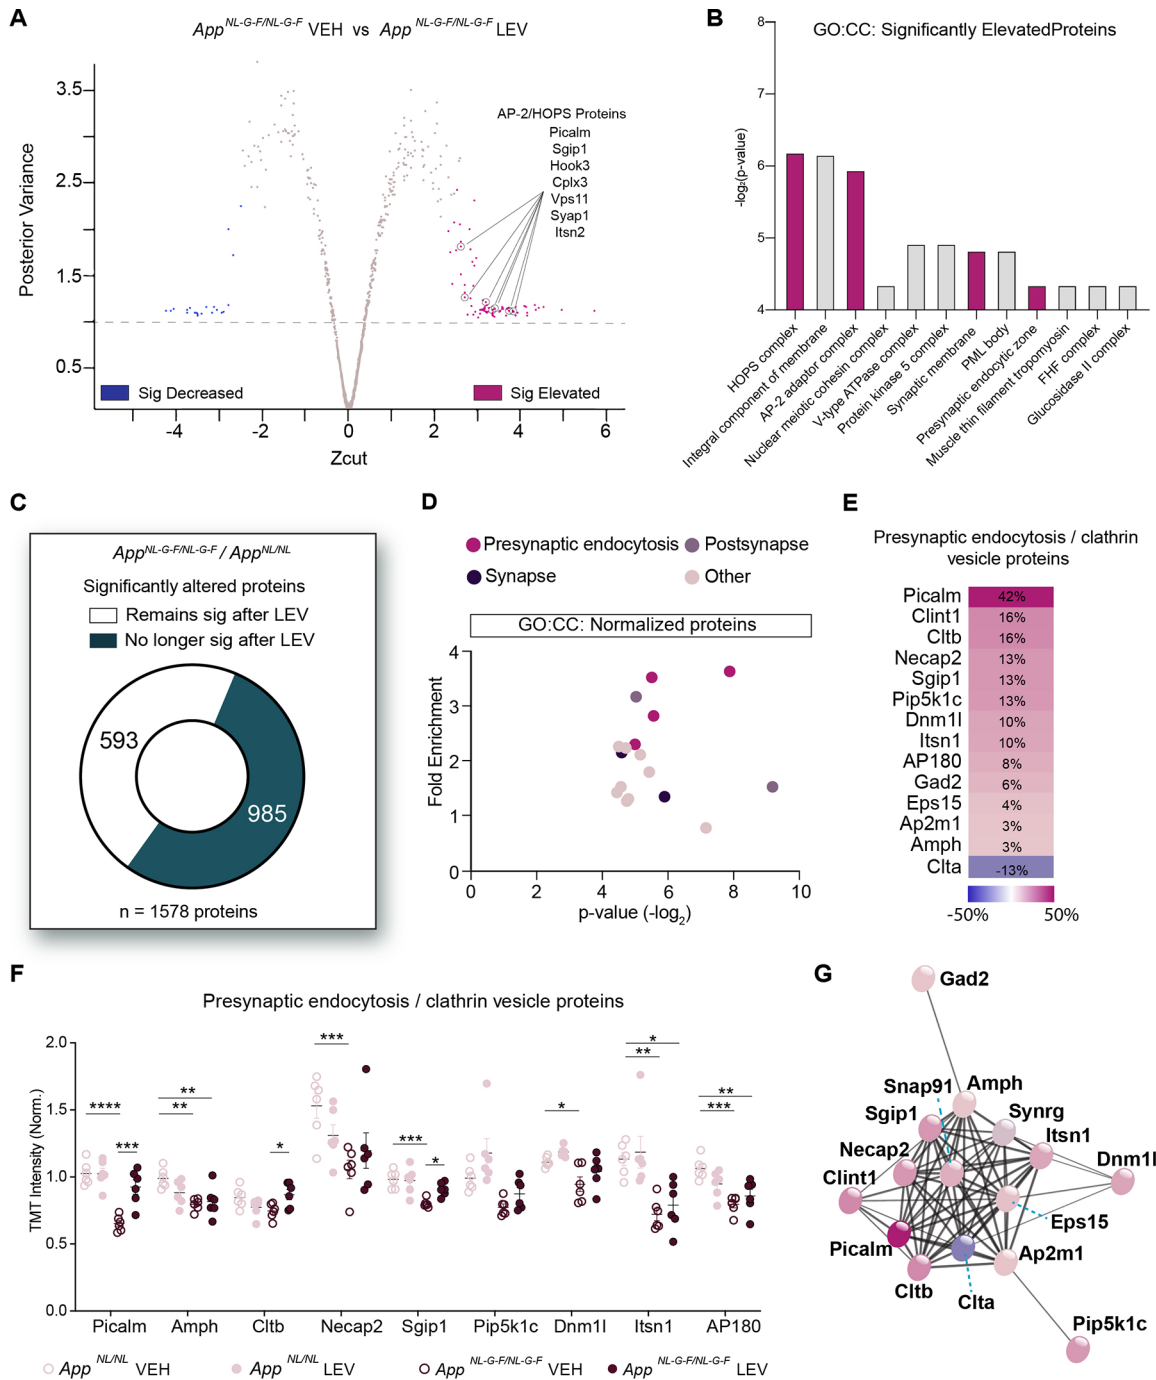 A
App NL-G-F/NL-G-F VEH vs App NL-G-F/NL-G-F LEV
Posterior Variance
3.5
2.5
1.5
0.5
AP-2/HOPS Proteins
Picalm
Sgip1
Hook3
Cplx3
Vps11
Syap1
Itsn2
Sig Decreased
Sig Elevated
-4
-2
0
2
4
6
Zcut
B
GO:CC: Significantly ElevatedProteins
-log₂(p-value)
8
7
6
5
4
HOPS complex
Integral component of membrane
AP-2 adaptor complex
Nuclear meiotic cohesin complex
V-type ATPase complex
Protein kinase 5 complex
Synaptic membrane
PML body
Presynaptic endocytic zone
Muscle thin filament tropomyosin
FHF complex
Glucosidase II complex
C
App NL-G-F/NL-G-F / App NL/NL
Significantly altered proteins
Remains sig after LEV
No longer sig after LEV
593
985
n = 1578 proteins
D
Presynaptic endocytosis
Postsynapse
Synapse
Other
GO:CC: Normalized proteins
Fold Enrichment
4
3
2
1
0
0
2
4
6
8
10
p-value (-log₂)
E
Presynaptic endocytosis / clathrin
vesicle proteins
Picalm 42%
Clint1 16%
Cltb 16%
Necap2 13%
Sgip1 13%
Pip5k1c 13%
Dnm1l 10%
Itsn1 10%
AP180 8%
Gad2 6%
Eps15 4%
Ap2m1 3%
Amph 3%
Clta -13%
-50% 50%
F
Presynaptic endocytosis / clathrin vesicle proteins
TMT Intensity (Norm.)
2.0
1.5
1.0
0.5
0.0
****
***
**
**
*
***
***
*
*
*
**
**
***
Picalm
Amph
Cltb
Necap2
Sgip1
Pip5k1c
Dnm1l
Itsn1
AP180
App NL/NL VEH
App NL/NL LEV
App NL-G-F/NL-G-F VEH
App NL-G-F/NL-G-F LEV
G
Gad2
Snap91
Amph
Sgip1
Synrg
Necap2
Itsn1
Clint1
Dnm1l
Eps15
Picalm
Ap2m1
Cltb
Clta
Pip5k1c